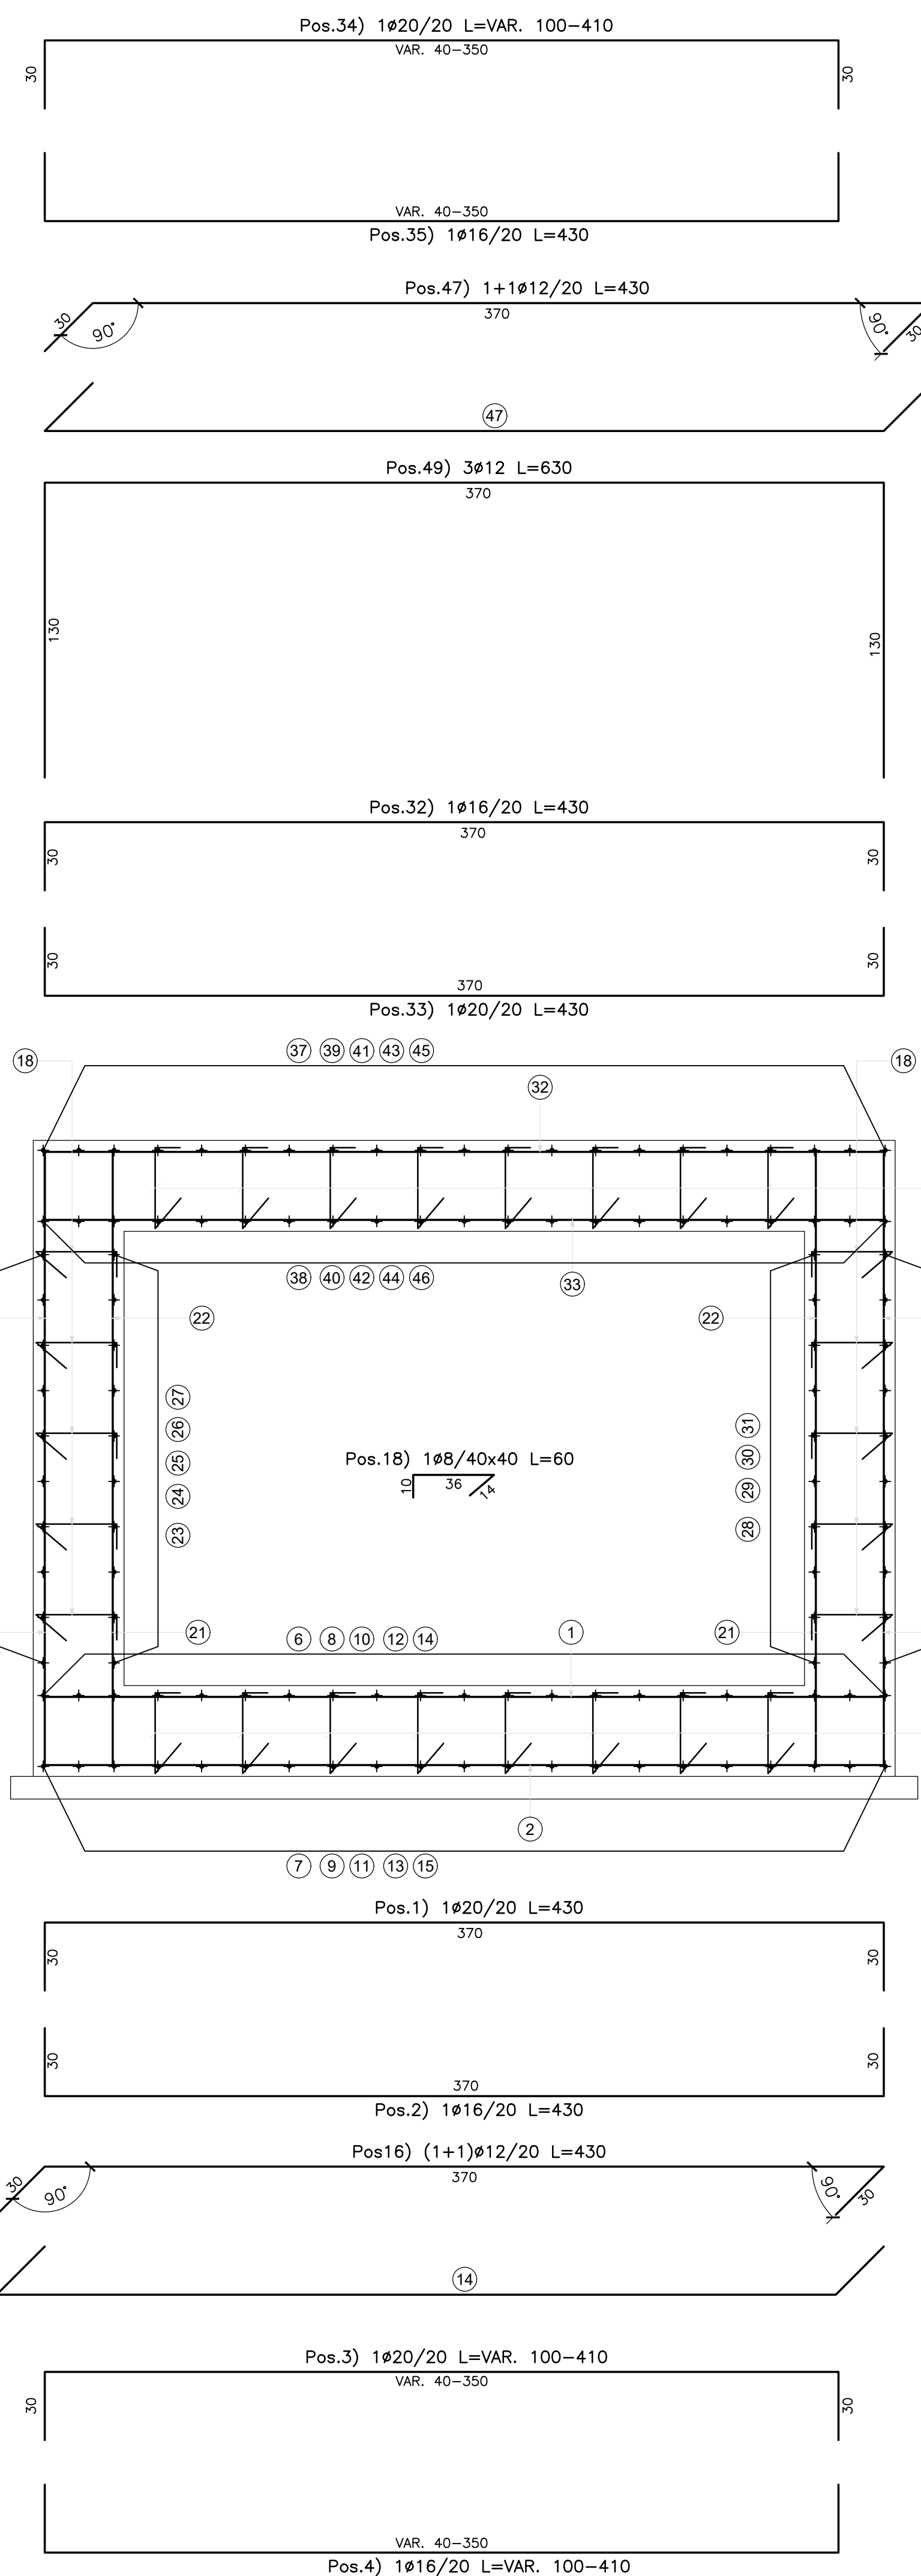 Pos.34) 1ø20/20 L=VAR. 100-410
VAR. 40-350
30
30
VAR. 40-350
Pos.35) 1ø16/20 L=430
Pos.47) 1+1ø12/20 L=430
370
30
90°
90°
30
47
Pos.49) 3ø12 L=630
370
130
130
Pos.32) 1ø16/20 L=430
370
30
30
30
30
370
Pos.33) 1ø20/20 L=430
37 39 41 43 45
18
18
32
38 40 42 44 46
33
22
22
27
26
25
24
23
31
30
29
28
Pos.18) 1ø8/40x40 L=60
10
36
14
21
6 8 10 12 14
1
21
2
7 9 11 13 15
Pos.1) 1ø20/20 L=430
370
30
30
30
30
370
Pos.2) 1ø16/20 L=430
Pos16) (1+1)ø12/20 L=430
370
30
90°
90°
30
14
Pos.3) 1ø20/20 L=VAR. 100-410
VAR. 40-350
30
30
VAR. 40-350
Pos.4) 1ø16/20 L=VAR. 100-410